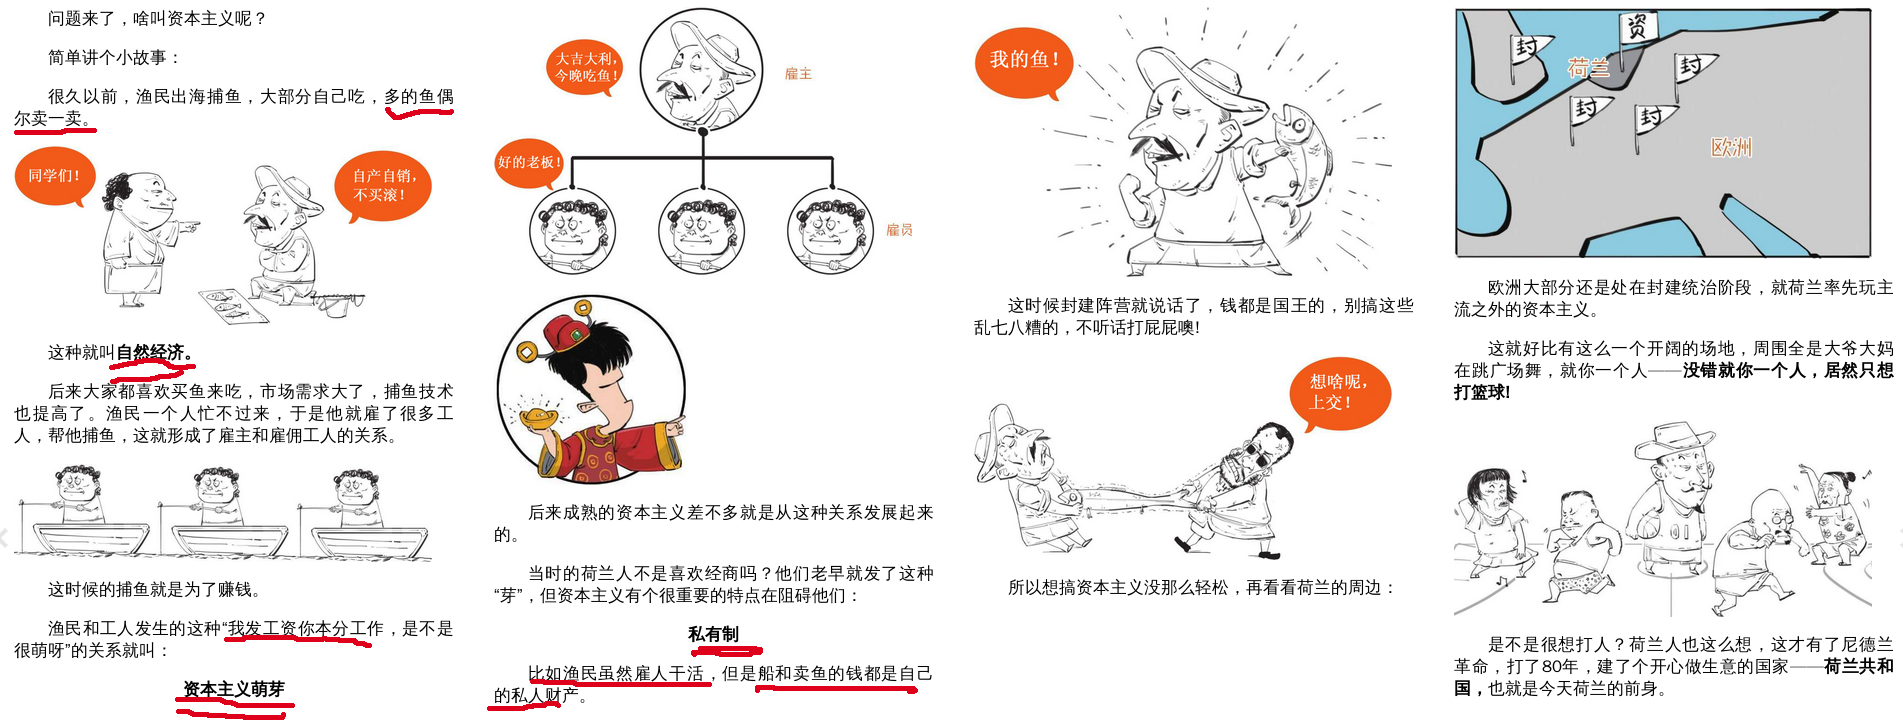 问题来了，啥叫资本主义呢？
简单讲个小故事：
很久以前，渔民出海捕鱼，大部分自己吃，多的鱼偶
尔卖一卖。
同学们！
自产自销，
不买滚！
这种就叫自然经济。
后来大家都喜欢买鱼来吃，市场需求大了，捕鱼技术
也提高了。渔民一个人忙不过来，于是他就雇了很多工
人，帮他捕鱼，这就形成了雇主和雇佣工人的关系。
这时候的捕鱼就是为了赚钱。
渔民和工人发生的这种“我发工资你本分工作，是不是
很萌呀”的关系就叫：
资本主义萌芽
大吉大利，
今晚吃鱼！
雇主
好的老板！
雇员
后来成熟的资本主义差不多就是从这种关系发展起来
的。
当时的荷兰人不是喜欢经商吗？他们老早就发了这种
“芽”，但资本主义有个很重要的特点在阻碍他们：
私有制
比如渔民虽然雇人干活，但是船和卖鱼的钱都是自己
的私人财产。
我的鱼！
这时候封建阵营就说话了，钱都是国王的，别搞这些
乱七八糟的，不听话打屁屁噢!
想啥呢，
上交！
所以想搞资本主义没那么轻松，再看看荷兰的周边：
封
资
荷兰
封
封
封
欧洲
欧洲大部分还是处在封建统治阶段，就荷兰率先玩主
流之外的资本主义。
这就好比有这么一个开阔的场地，周围全是大爷大妈
在跳广场舞，就你一个人——没错就你一个人，居然只想
打篮球!
是不是很想打人？荷兰人也这么想，这才有了尼德兰
革命，打了80年，建了个开心做生意的国家——荷兰共和
国，也就是今天荷兰的前身。